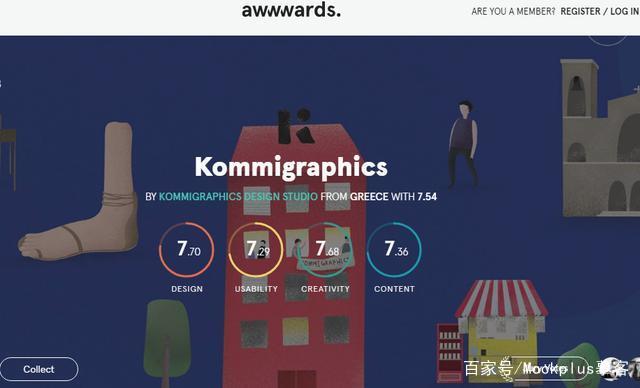 awwwards.
ARE YOU A MEMBER? REGISTER / LOG IN
Kommigraphics
BY KOMMIGRAPHICS DESIGN STUDIO FROM GREECE WITH 7.54
7.70
7.29
7.68
7.36
KOMMIGRAPHICS
DESIGN
USABILITY
CREATIVITY
CONTENT
Collect
百家号/Mockplus慕客